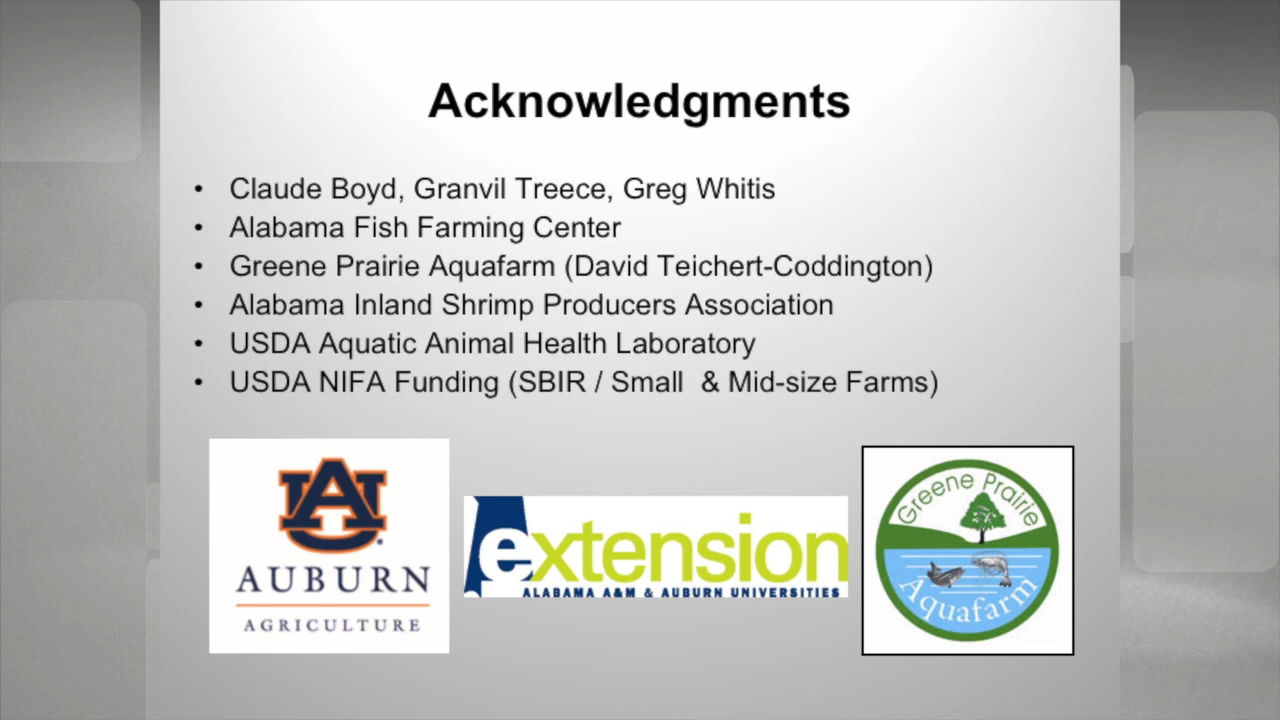 Acknowledgments
• Claude Boyd, Granvil Treece, Greg Whitis
• Alabama Fish Farming Center
• Greene Prairie Aquafarm (David Teichert-Coddington)
• Alabama Inland Shrimp Producers Association
• USDA Aquatic Animal Health Laboratory
• USDA NIFA Funding (SBIR / Small & Mid-size Farms)
AU
AUBURN
AGRICULTURE
extension
ALABAMA A&M & AUBURN UNIVERSITIES
Greene Prairie
Aquafarm